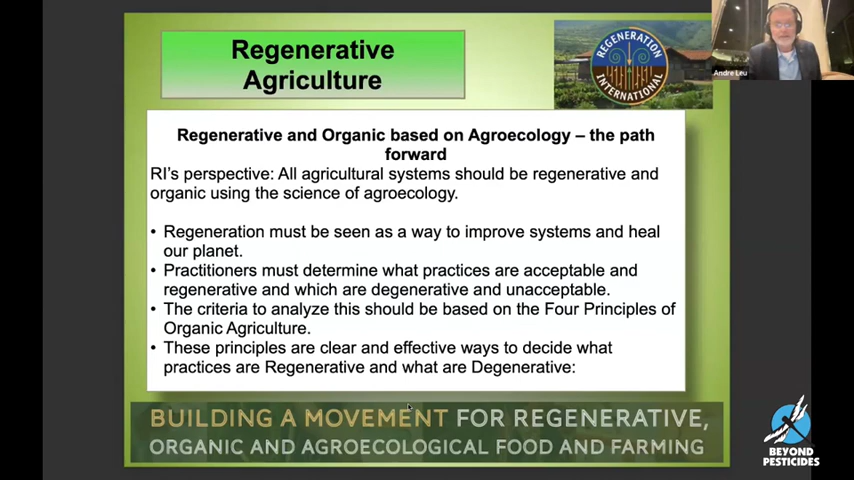 Regenerative
Agriculture
REGENERATION
INTERNATIONAL
Andre Leu
Regenerative and Organic based on Agroecology – the path
forward
RI's perspective: All agricultural systems should be regenerative and
organic using the science of agroecology.
• Regeneration must be seen as a way to improve systems and heal
our planet.
• Practitioners must determine what practices are acceptable and
regenerative and which are degenerative and unacceptable.
• The criteria to analyze this should be based on the Four Principles of
Organic Agriculture.
• These principles are clear and effective ways to decide what
practices are Regenerative and what are Degenerative:
BUILDING A MOVEMENT FOR REGENERATIVE,
ORGANIC AND AGROECOLOGICAL FOOD AND FARMING
BEYOND
PESTICIDES